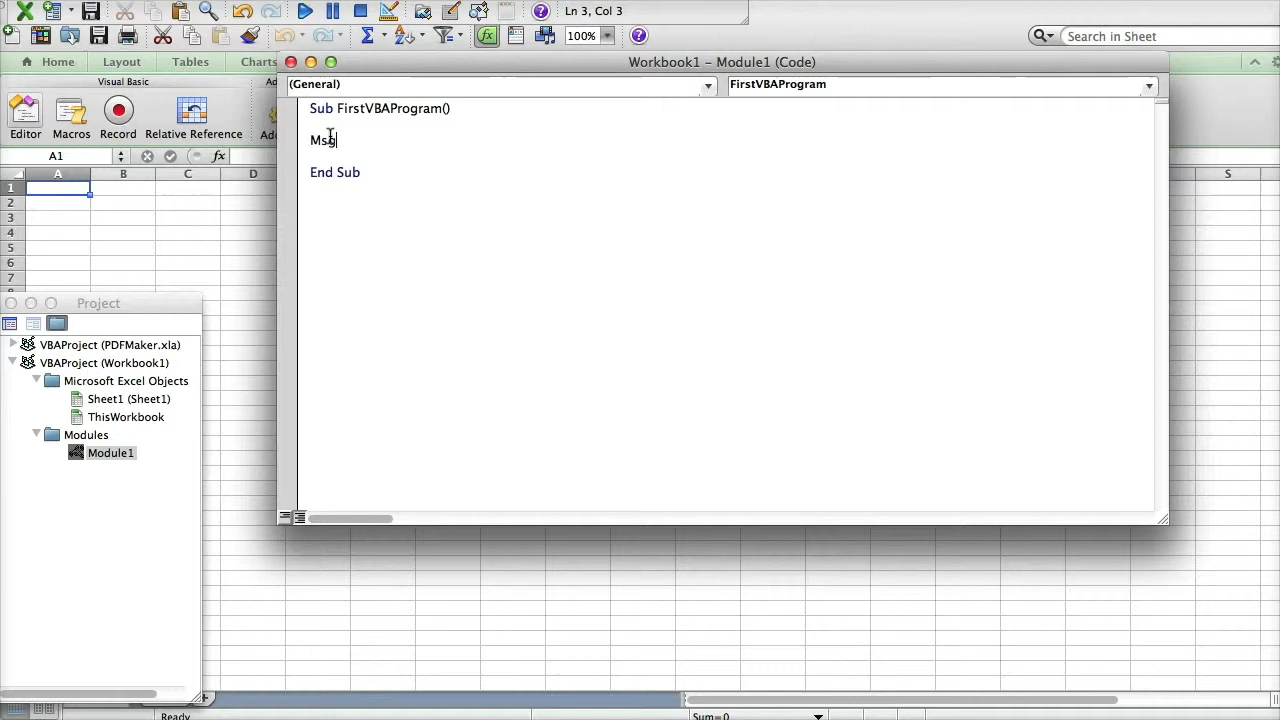 Ln 3, Col 3
100%
Search in Sheet
Home Layout Tables Charts
Visual Basic
Editor Macros Record Relative Reference
A1 fx
A B C D S
1
2
3
4
5
6
7
Workbook1 – Module1 (Code)
(General) FirstVBAProgram
Sub FirstVBAProgram()
Msg
End Sub
Project
VBAProject (PDFMaker.xla)
VBAProject (Workbook1)
Microsoft Excel Objects
Sheet1 (Sheet1)
ThisWorkbook
Modules
Module1
Ready Sum=0